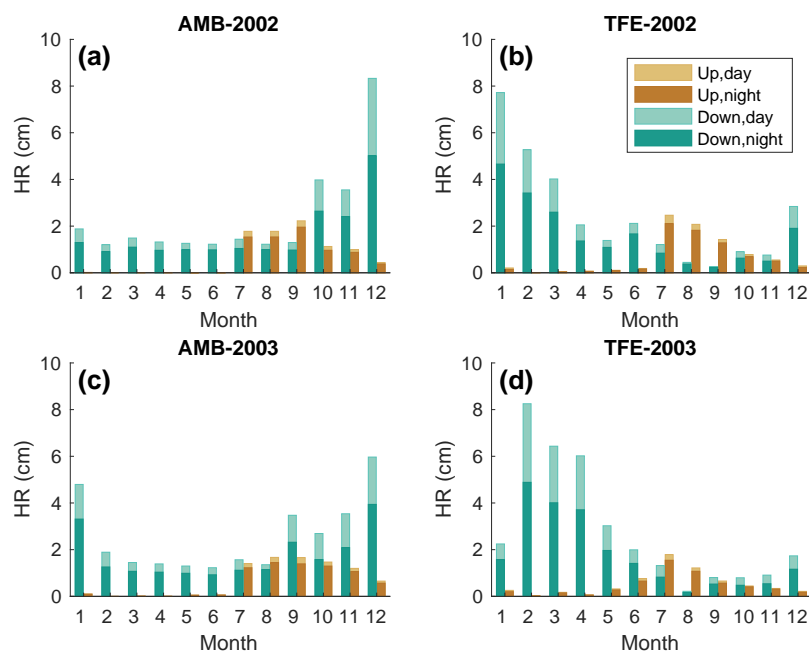 AMB-2002
TFE-2002
(a)
(b)
Up,day
Up,night
Down,day
Down,night
10
8
6
4
2
0
HR (cm)
1 2 3 4 5 6 7 8 9 10 11 12
Month
10
8
6
4
2
0
HR (cm)
1 2 3 4 5 6 7 8 9 10 11 12
Month
AMB-2003
TFE-2003
(c)
(d)
10
8
6
4
2
0
HR (cm)
1 2 3 4 5 6 7 8 9 10 11 12
Month
10
8
6
4
2
0
HR (cm)
1 2 3 4 5 6 7 8 9 10 11 12
Month